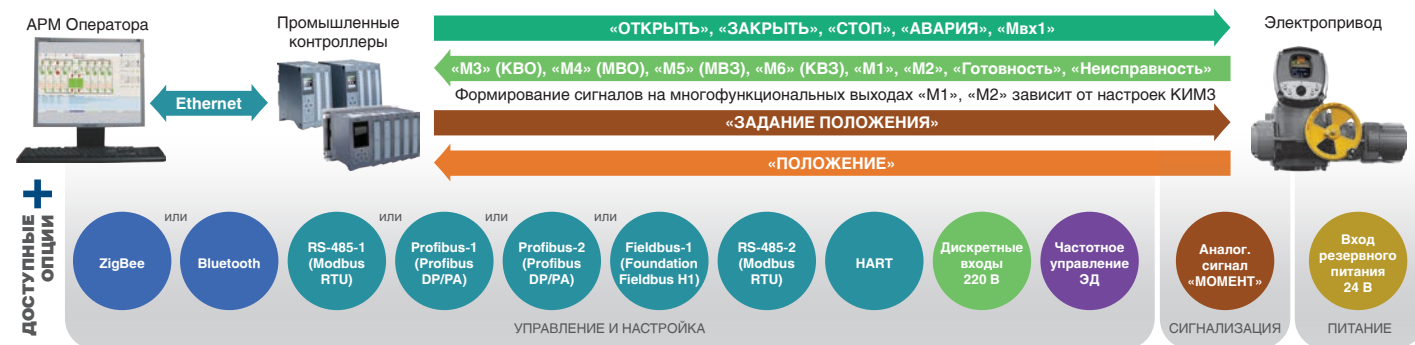 АРМ Оператора
Промышленные
контроллеры
Ethernet
«ОТКРЫТЬ», «ЗАКРЫТЬ», «СТОП», «АВАРИЯ», «Мвх1»
«М3» (КВО), «М4» (МВО), «М5» (МВЗ), «М6» (КВЗ), «М1», «М2», «Готовность», «Неисправность»
Формирование сигналов на многофункциональных выходах «М1», «М2» зависит от настроек КИМ3
«ЗАДАНИЕ ПОЛОЖЕНИЯ»
«ПОЛОЖЕНИЕ»
Электропривод
+
ДОСТУПНЫЕ
ОПЦИИ
ZigBee
или
Bluetooth
RS-485-1
(Modbus
RTU)
или
Profibus-1
(Profibus
DP/PA)
или
Profibus-2
(Profibus
DP/PA)
или
Fieldbus-1
(Foundation
Fieldbus H1)
RS-485-2
(Modbus
RTU)
HART
Дискретные
входы
220 В
Частотное
управление
ЭД
Аналог.
сигнал
«МОМЕНТ»
Вход
резервного
питания
24 В
УПРАВЛЕНИЕ И НАСТРОЙКА
СИГНАЛИЗАЦИЯ
ПИТАНИЕ